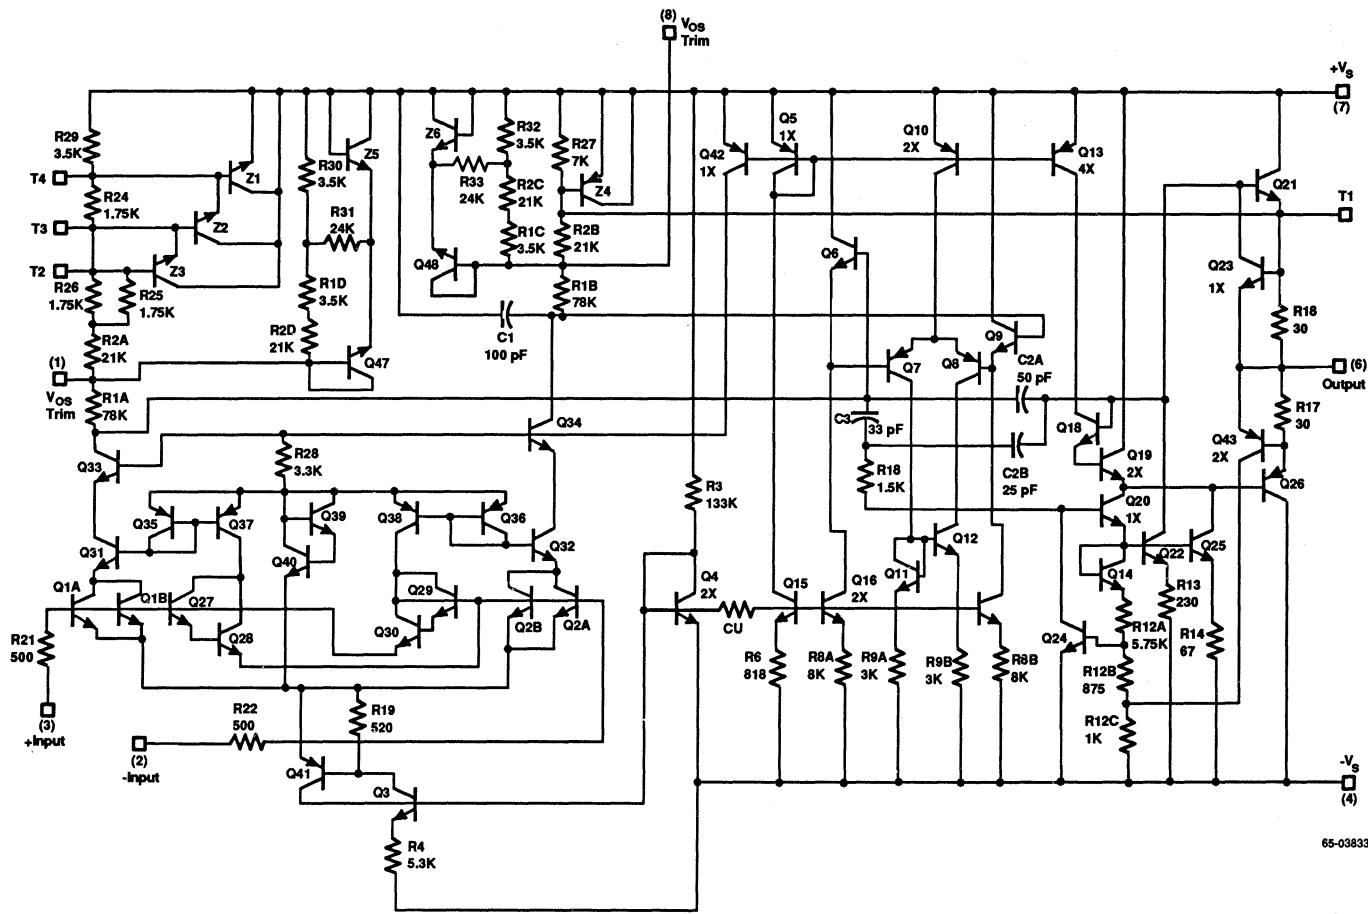 (8)
VOS
Trim
+VS
(7)
R29
3.5K
T4
R24
1.75K
T3
T2
R26
1.75K
R25
1.75K
R2A
21K
(1)
VOS
Trim
R1A
78K
Z1
Z2
Z3
R30
3.5K
Z5
R31
24K
R1D
3.5K
R2D
21K
Q47
Z6
R32
3.5K
R33
24K
R2C
21K
R1C
3.5K
Q48
R27
7K
Z4
R2B
21K
R1B
78K
C1
100 pF
Q42
1X
Q5
1X
Q10
2X
Q13
4X
Q21
T1
Q6
Q23
1X
R18
30
Q7
Q8
Q9
C2A
50 pF
(6)
Output
R17
30
C3
33 pF
Q18
Q43
2X
Q34
Q33
R28
3.3K
C2B
25 pF
R18
1.5K
Q19
2X
Q26
R3
133K
Q20
1X
Q35
Q37
Q39
Q38
Q36
Q31
Q40
Q32
Q12
Q22
Q25
Q1A
Q1B
Q27
Q28
Q29
Q30
Q2B
Q2A
Q4
2X
CU
Q15
Q16
2X
Q11
Q14
R13
230
R21
500
Q24
R12A
5.75K
R14
67
R6
818
R8A
8K
R9A
3K
R9B
3K
R8B
8K
R12B
875
(3)
+Input
R22
500
R19
520
R12C
1K
(2)
-Input
Q41
Q3
-VS
(4)
R4
5.3K
65-03833